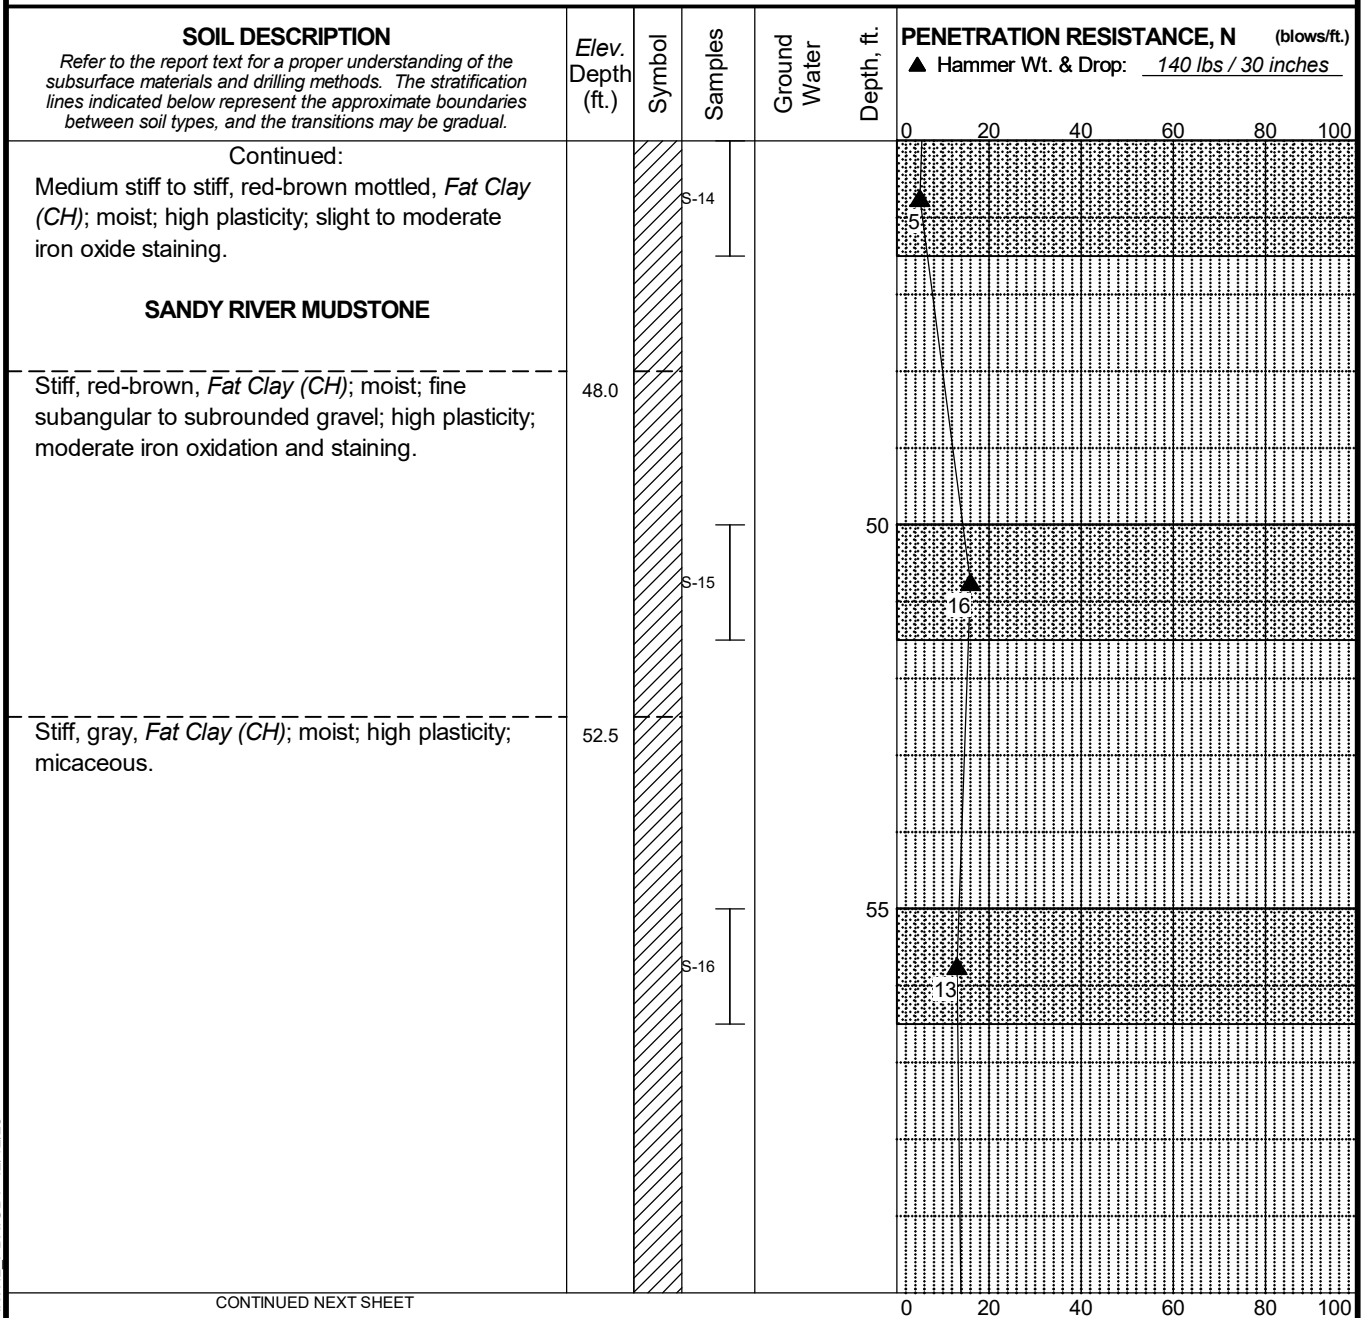 SOIL DESCRIPTION
Refer to the report text for a proper understanding of the
subsurface materials and drilling methods. The stratification
lines indicated below represent the approximate boundaries
between soil types, and the transitions may be gradual.
Elev.
Depth
(ft.)
Symbol
Samples
Ground
Water
Depth, ft.
PENETRATION RESISTANCE, N (blows/ft.)
▲ Hammer Wt. & Drop: 140 lbs / 30 inches
0 20 40 60 80 100
Continued:
Medium stiff to stiff, red-brown mottled, Fat Clay
(CH); moist; high plasticity; slight to moderate
iron oxide staining.
S-14
5
SANDY RIVER MUDSTONE
Stiff, red-brown, Fat Clay (CH); moist; fine
subangular to subrounded gravel; high plasticity;
moderate iron oxidation and staining.
48.0
50
S-15
16
Stiff, gray, Fat Clay (CH); moist; high plasticity;
micaceous.
52.5
55
S-16
13
CONTINUED NEXT SHEET
0 20 40 60 80 100